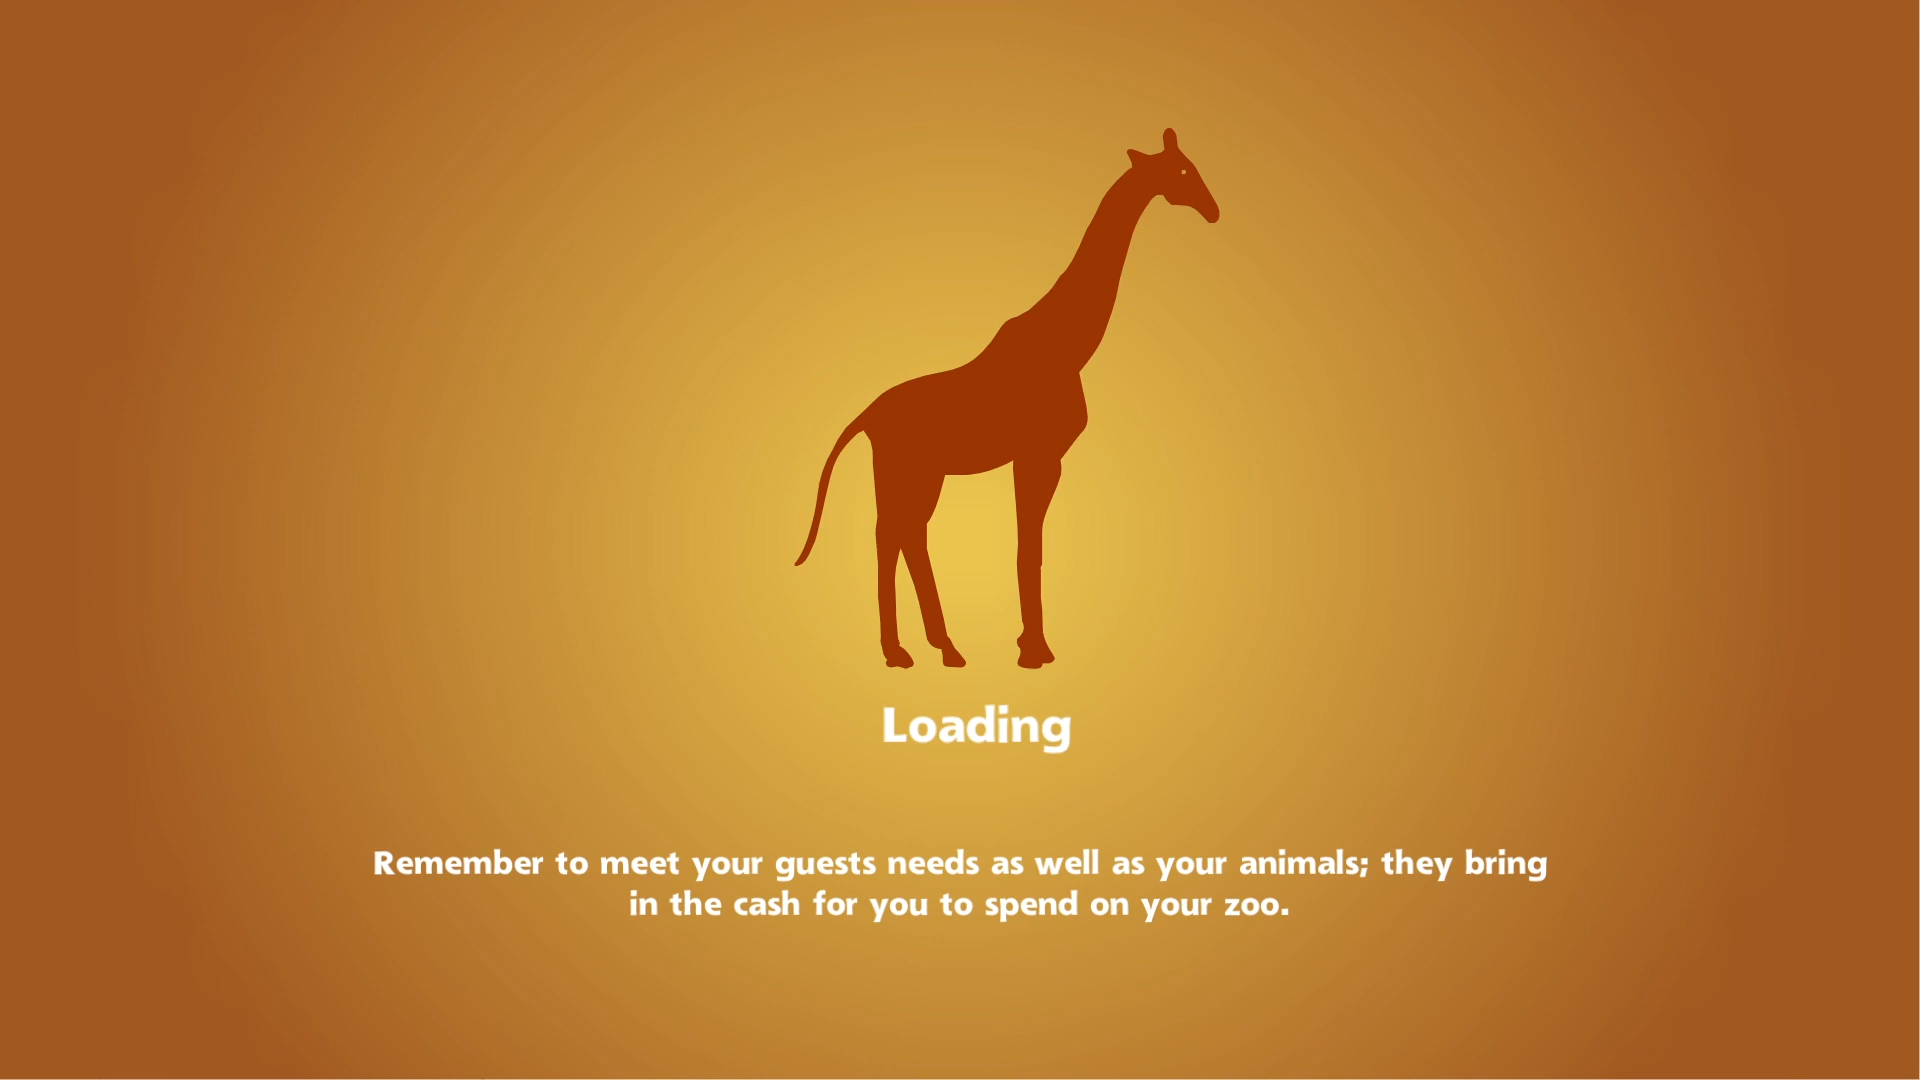 Loading
Remember to meet your guests needs as well as your animals; they bring
in the cash for you to spend on your zoo.